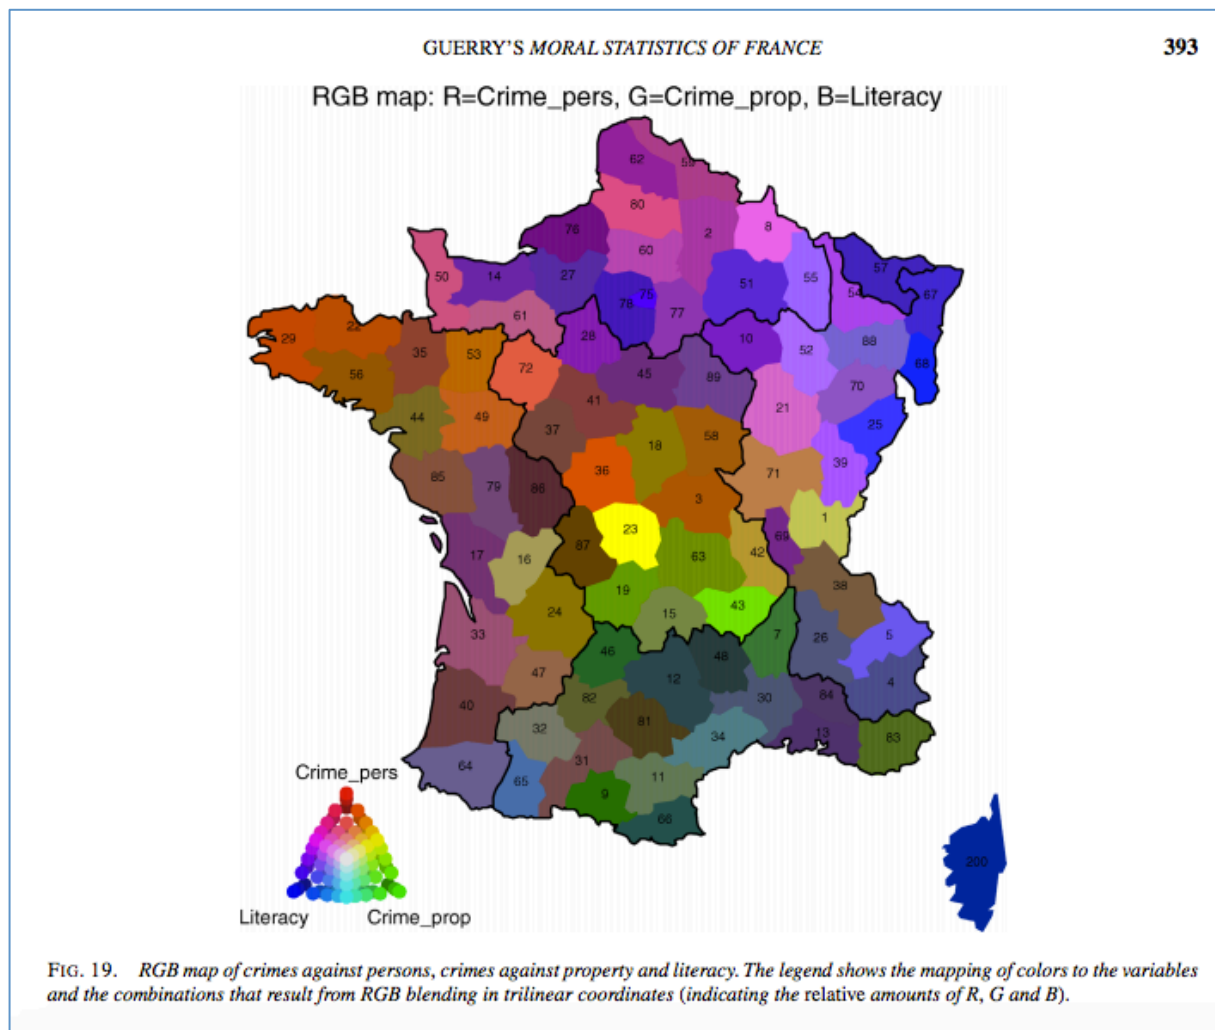 GUERRY'S MORAL STATISTICS OF FRANCE 393
RGB map: R=Crime_pers, G=Crime_prop, B=Literacy
62 59
80
76 2 8
60
57
50 14 27 55
51 54 67
78 75
61 77
29 22 28 10
35 53 52 88 68
56 72 45 89 70
41 21
44 49 25
37 18 58
36 39
85 79 86 71
3
23 1
87 69
17 16 63 42
19 38
24 15 43
33 7 26 5
46 48
47 12
82 30 84 4
40
32 81 34 13 83
31
64 65 11
9
66
200
Crime_pers
Literacy Crime_prop
FIG. 19. RGB map of crimes against persons, crimes against property and literacy. The legend shows the mapping of colors to the variables
and the combinations that result from RGB blending in trilinear coordinates (indicating the relative amounts of R, G and B).